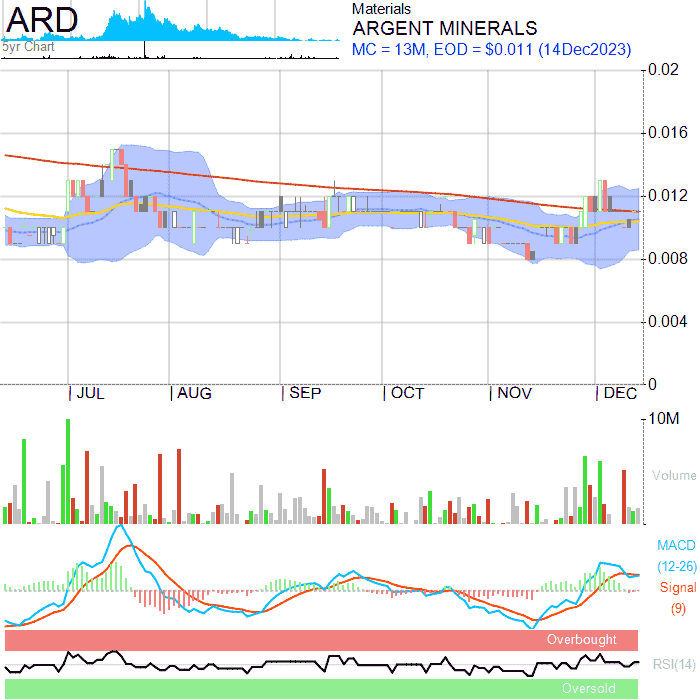 ARD
5yr Chart
Materials
ARGENT MINERALS
MC = 13M, EOD = $0.011 (14Dec2023)
0.02
0.016
0.012
0.008
0.004
0
JUL AUG SEP OCT NOV DEC
10M
Volume
MACD
(12-26)
Signal
(9)
Overbought
RSI(14)
Oversold